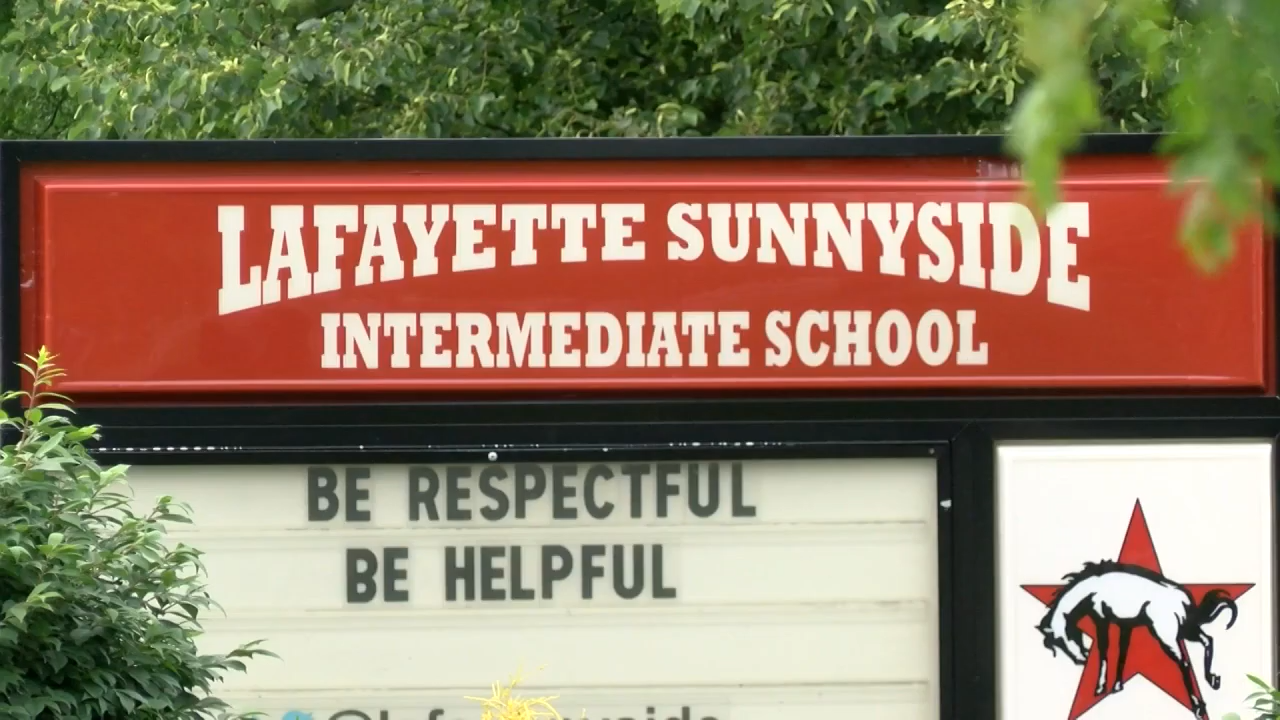 LAFAYETTE SUNNYSIDE
INTERMEDIATE SCHOOL
BE RESPECTFUL
BE HELPFUL